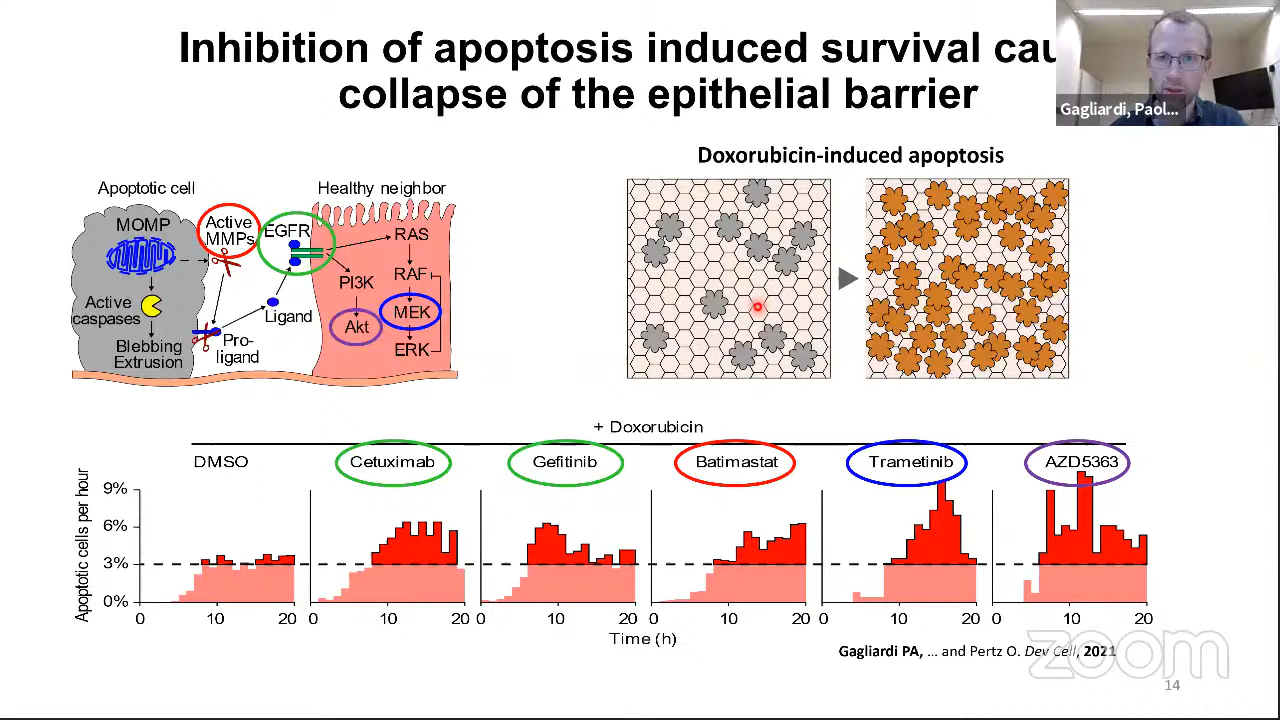 Inhibition of apoptosis induced survival cau
collapse of the epithelial barrier
Gagliardi, Paol...
Doxorubicin-induced apoptosis
Apoptotic cell
Healthy neighbor
MOMP
Active
MMPs
EGFR
RAS
PI3K
RAF
Active
caspases
Ligand
Akt
MEK
Blebbing
Extrusion
Pro-
ligand
ERK
+ Doxorubicin
DMSO
Cetuximab
Gefitinib
Batimastat
Trametinib
AZD5363
Apoptotic cells per hour
9%
6%
3%
0%
0 10 20
0 10 20
0 10 20
0 10 20
0 10 20
0 10 20
Time (h)
Gagliardi PA, ... and Pertz O. Dev Cell, 2021
zoom
14